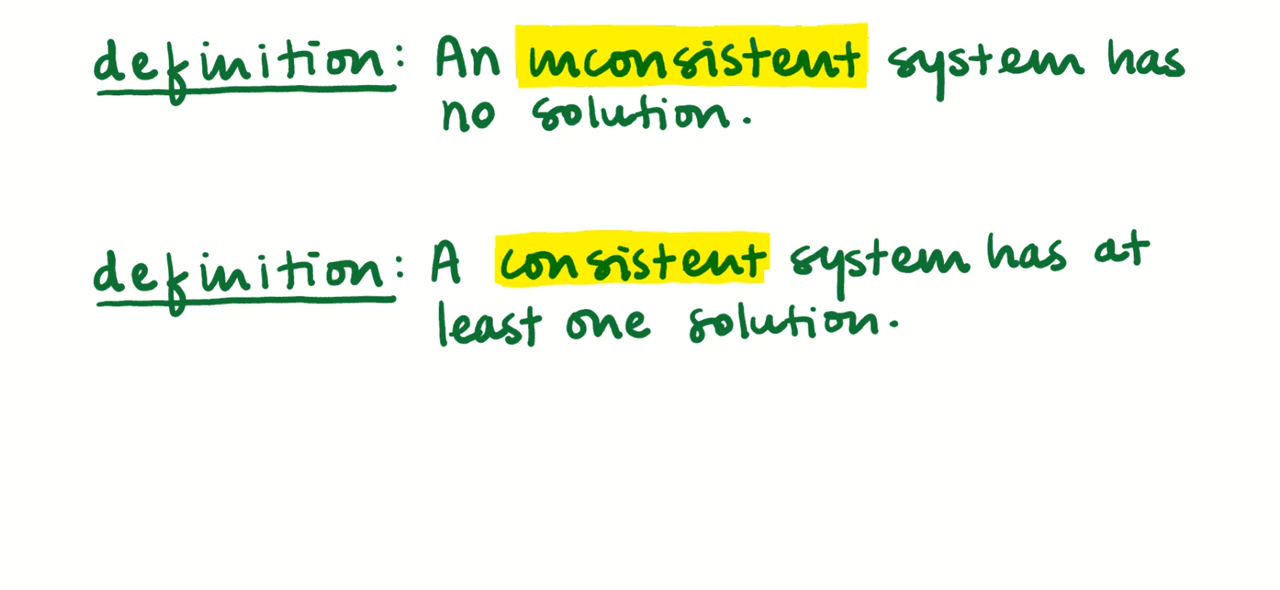 definition: An inconsistent system has
no solution.
definition: A consistent system has at
least one solution.